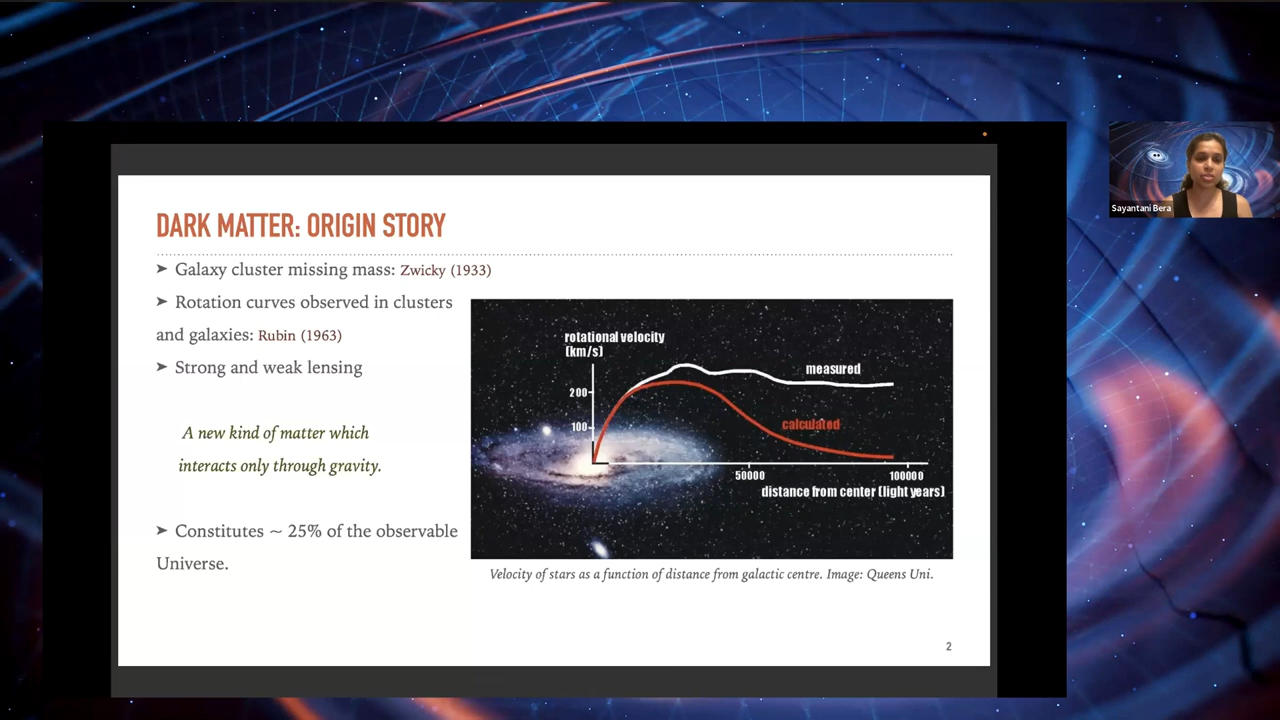 DARK MATTER: ORIGIN STORY
➤ Galaxy cluster missing mass: Zwicky (1933)
➤ Rotation curves observed in clusters
and galaxies: Rubin (1963)
➤ Strong and weak lensing
A new kind of matter which
interacts only through gravity.
➤ Constitutes ~ 25% of the observable
Universe.
rotational velocity
(km/s)
200
100
measured
calculated
50000
100000
distance from center (light years)
Velocity of stars as a function of distance from galactic centre. Image: Queens Uni.
2
Sayantani Bera